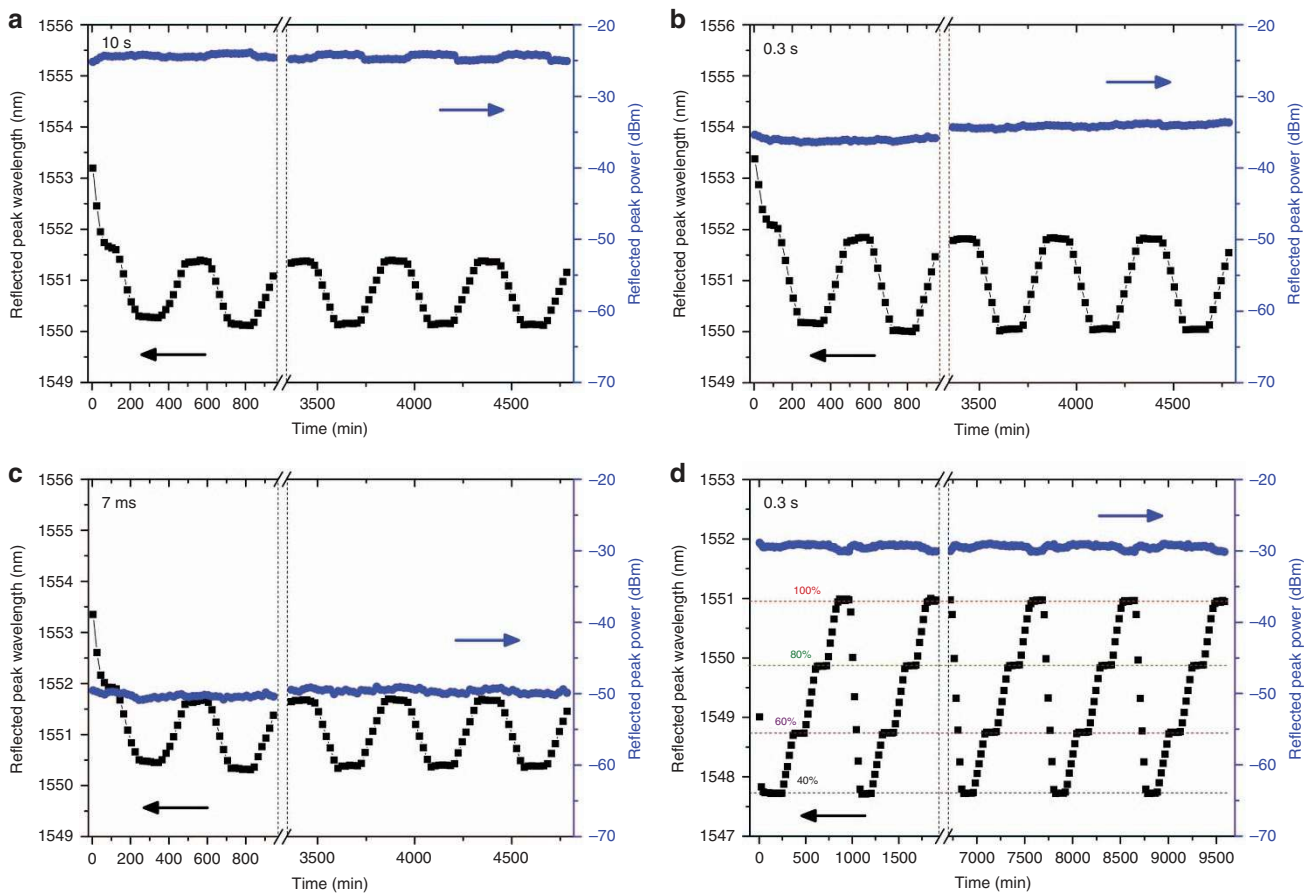 a
10 s
1556
1555
1554
1553
1552
1551
1550
1549
Reflected peak wavelength (nm)
−20
−30
−40
−50
−60
−70
Reflected peak power (dBm)
0 200 400 600 800 3500 4000 4500
Time (min)
b
0.3 s
1556
1555
1554
1553
1552
1551
1550
1549
Reflected peak wavelength (nm)
−20
−30
−40
−50
−60
−70
Reflected peak power (dBm)
0 200 400 600 800 3500 4000 4500
Time (min)
c
7 ms
1556
1555
1554
1553
1552
1551
1550
1549
Reflected peak wavelength (nm)
−20
−30
−40
−50
−60
−70
Reflected peak power (dBm)
0 200 400 600 800 3500 4000 4500
Time (min)
d
0.3 s
1553
1552
1551
1550
1549
1548
1547
Reflected peak wavelength (nm)
100%
80%
60%
40%
−20
−30
−40
−50
−60
−70
Reflected peak power (dBm)
0 500 1000 1500 7000 7500 8000 8500 9000 9500
Time (min)